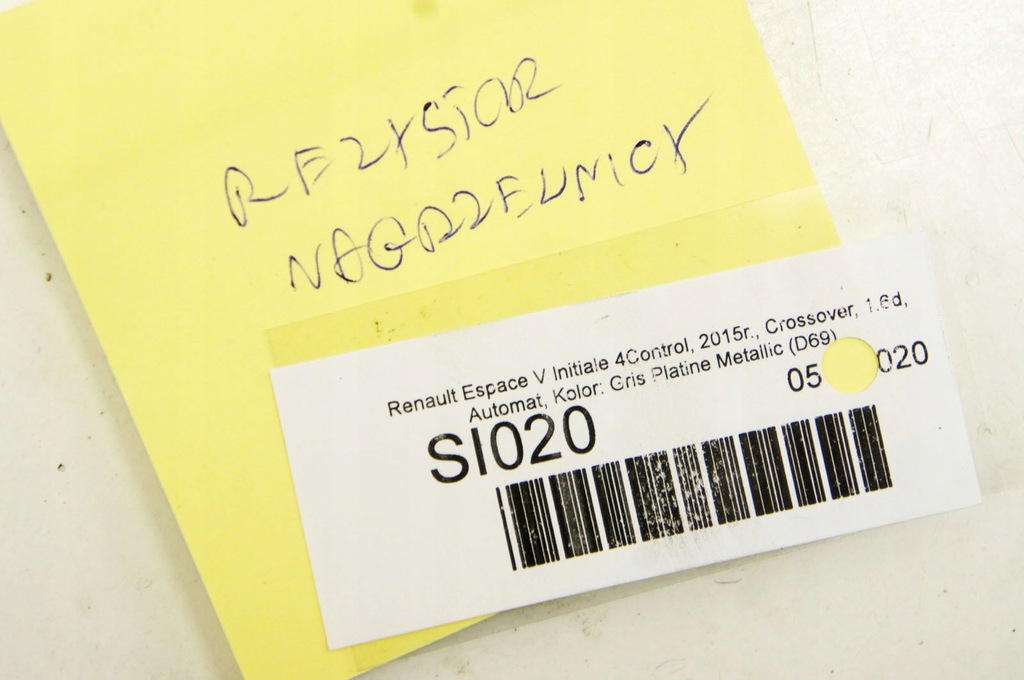 REZYSTOR
NAGRZEWNICY
Renault Espace V Initiale 4Control, 2015r., Crossover, 1.6d,
Automat, Kolor: Gris Platine Metallic (D69)
05 020
SI020